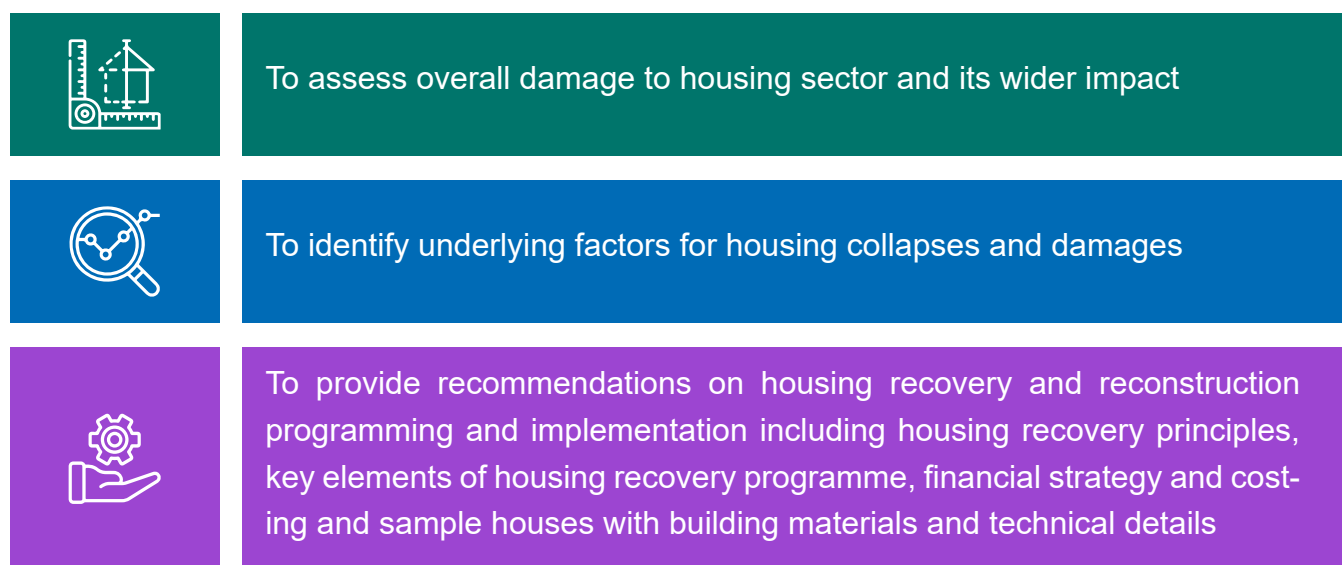 To assess overall damage to housing sector and its wider impact
To identify underlying factors for housing collapses and damages
To provide recommendations on housing recovery and reconstruction
programming and implementation including housing recovery principles,
key elements of housing recovery programme, financial strategy and cost-
ing and sample houses with building materials and technical details